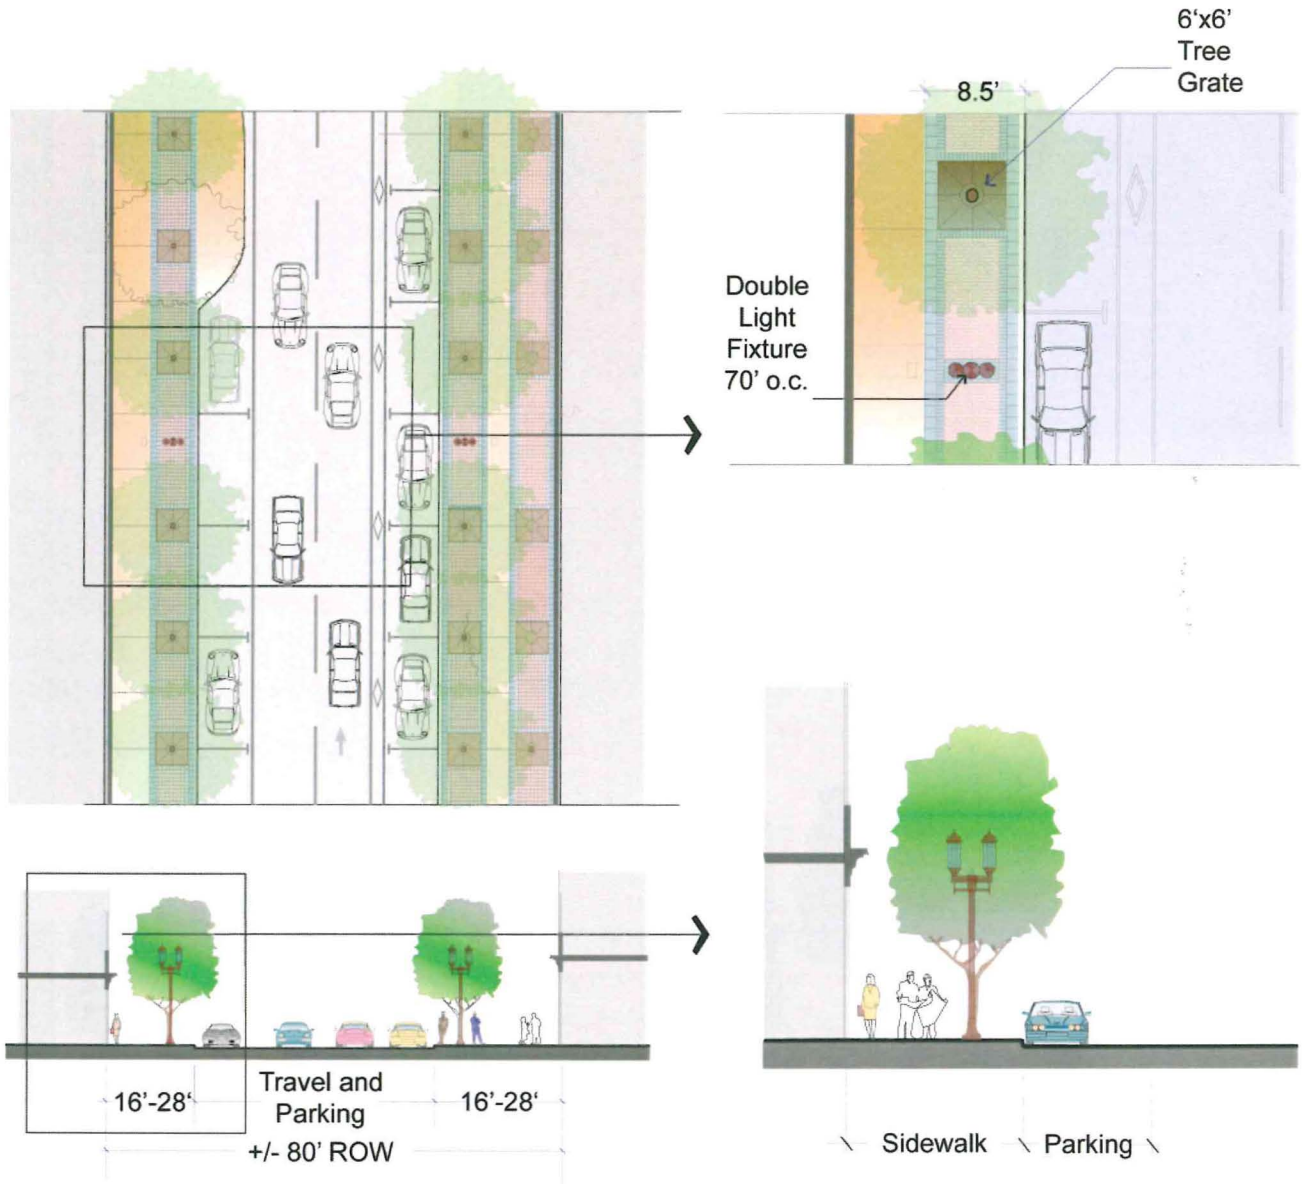 6‘x6’
Tree
Grate
8.5’
Double
Light
Fixture
70’ o.c.
16’-28‘
Travel and
Parking
16’-28‘
+/- 80’ ROW
Sidewalk
Parking